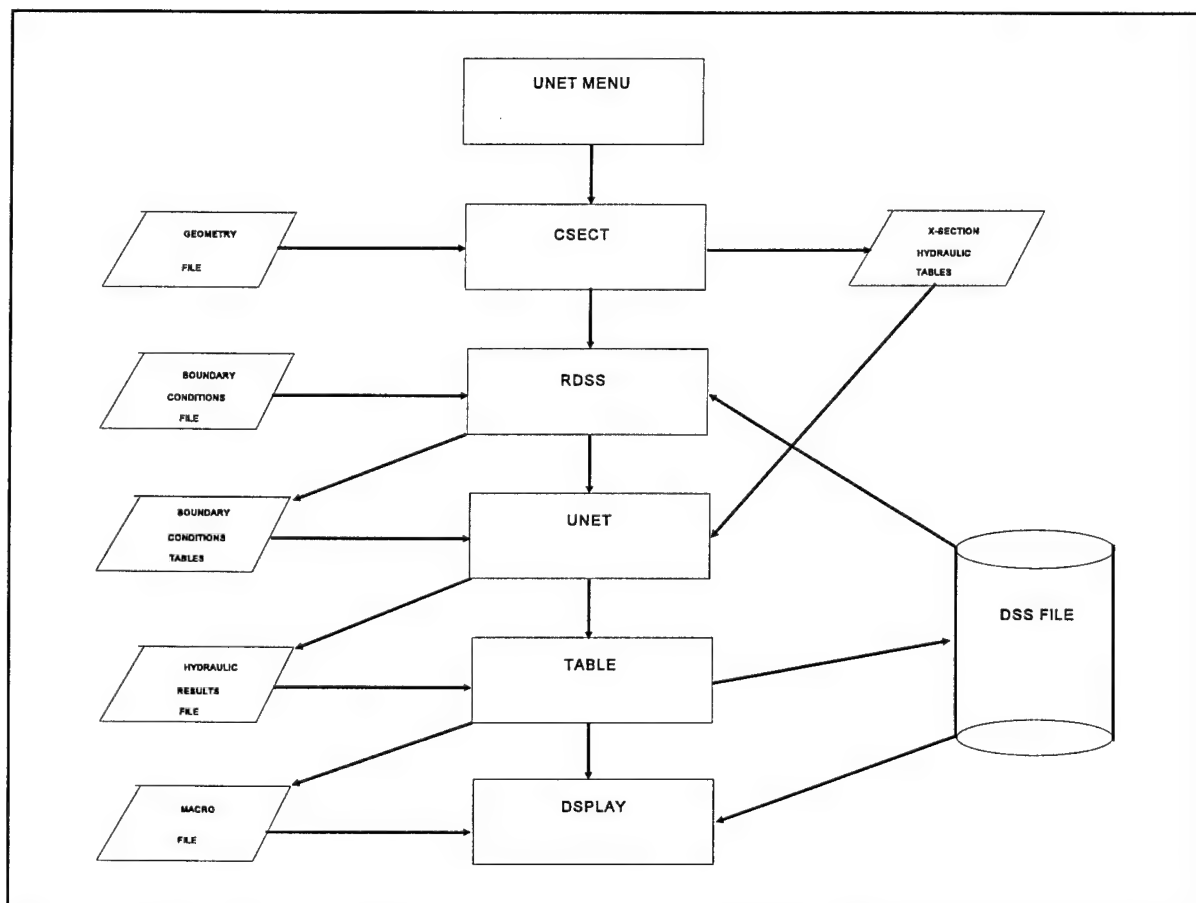 UNET MENU
GEOMETRY
FILE
CSECT
X-SECTION
HYDRAULIC
TABLES
BOUNDARY
CONDITIONS
FILE
RDSS
BOUNDARY
CONDITIONS
TABLES
UNET
DSS FILE
HYDRAULIC
RESULTS
FILE
TABLE
MACRO
FILE
DSPLAY